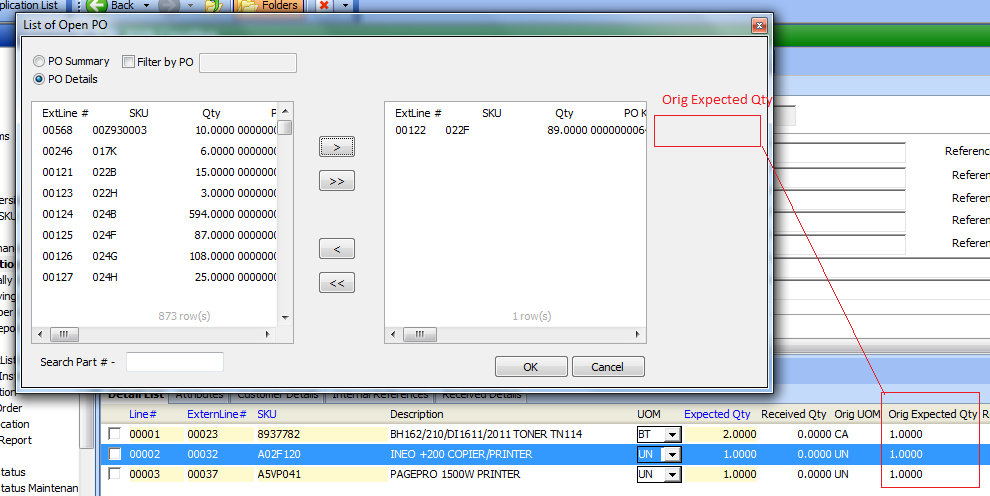 plication List
Back
Folders
List of Open PO
PO Summary
Filter by PO
PO Details
Orig Expected Qty
ExtLine #
SKU
Qty
P
00568 00Z930003 10.0000 0000000
00246 017K 6.0000 0000000
00121 022B 15.0000 0000000
00123 022H 3.0000 0000000
00124 024B 594.0000 0000000
00125 024F 87.0000 0000000
00126 024G 108.0000 0000000
00127 024H 25.0000 0000000
873 row(s)
>
>>
<
<<
ExtLine #
SKU
Qty
PO K
00122 022F 89.0000 000000006
1 row(s)
Search Part # -
OK
Cancel
Referenc
Referen
Referen
Referen
Referen
ms
ersi
SKU
nan
tio
ally
ving
per
epo
List
Inst
tion
Order
cation
Report
tatus
tatus Maintenan
Detail List
Attributes
Customer Details
Internal References
Received Details
Line# ExternLine# SKU Description UOM Expected Qty Received Qty Orig UOM Orig Expected Qty R
00001 00023 8937782 BH162/210/DI1611/2011 TONER TN114 BT 2.0000 0.0000 CA 1.0000
00002 00032 A02F120 INEO +200 COPIER/PRINTER UN 1.0000 0.0000 UN 1.0000
00003 00037 A5VP041 PAGEPRO 1500W PRINTER UN 1.0000 0.0000 UN 1.0000